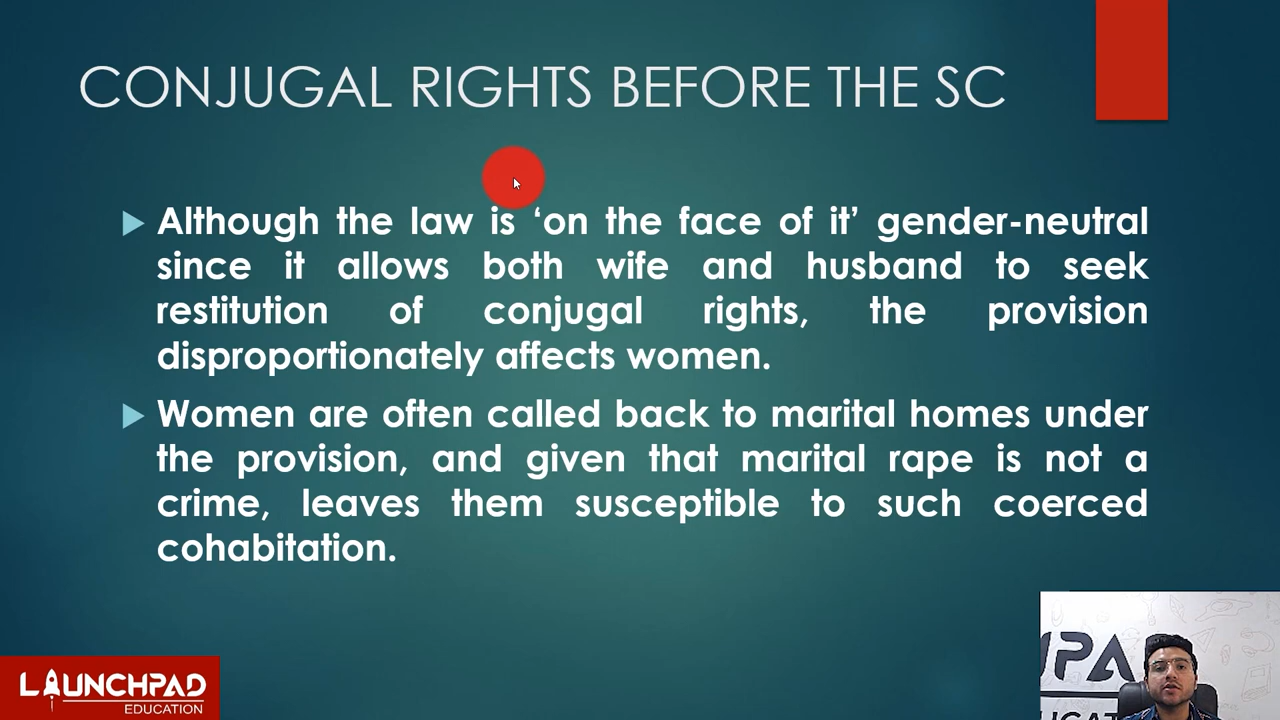 CONJUGAL RIGHTS BEFORE THE SC
Although the law is ‘on the face of it’ gender-neutral
since it allows both wife and husband to seek
restitution of conjugal rights, the provision
disproportionately affects women.
Women are often called back to marital homes under
the provision, and given that marital rape is not a
crime, leaves them susceptible to such coerced
cohabitation.
LAUNCHPAD
EDUCATION